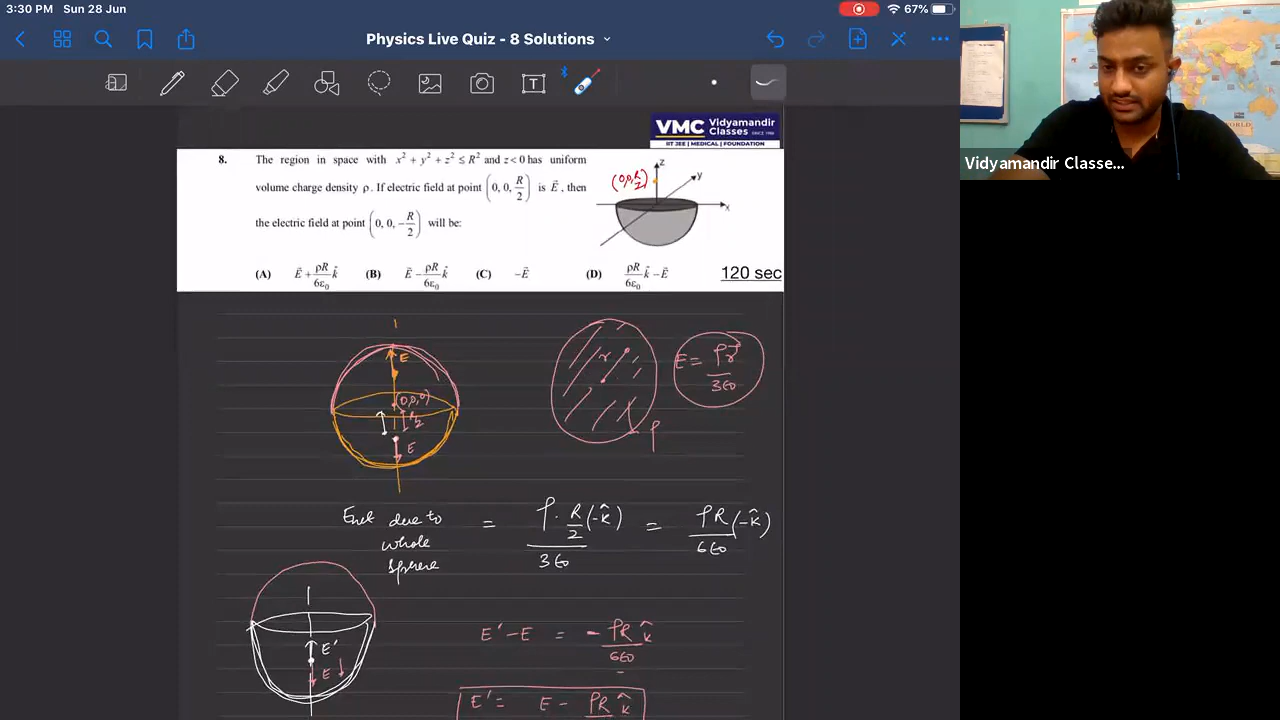 3:30 PM Sun 28 Jun
67%
Physics Live Quiz - 8 Solutions
T
VMC Vidyamandir Classes SINCE 1986
IIT JEE | MEDICAL | FOUNDATION
8. The region in space with x² + y² + z² ≤ R² and z < 0 has uniform
volume charge density ρ. If electric field at point (0, 0, R/2) is E⃗, then
the electric field at point (0, 0, −R/2) will be:
(A) E⃗ + ρR/6ε₀ k̂ (B) E⃗ − ρR/6ε₀ k̂ (C) −E⃗ (D) ρR/6ε₀ k̂ − E⃗
120 sec
(0,0,R/2)
z
y
x
E
(0,0,0)
R/2
E
r
ρ
E = ρr⃗/3ε0
Enet due to whole sphere = ρ·R/2(−k̂)/3ε0 = ρR/6ε0(−k̂)
E'
E
E' − E = − ρR/6ε0 k̂
E' = E − ρR k̂
Vidyamandir Classe...